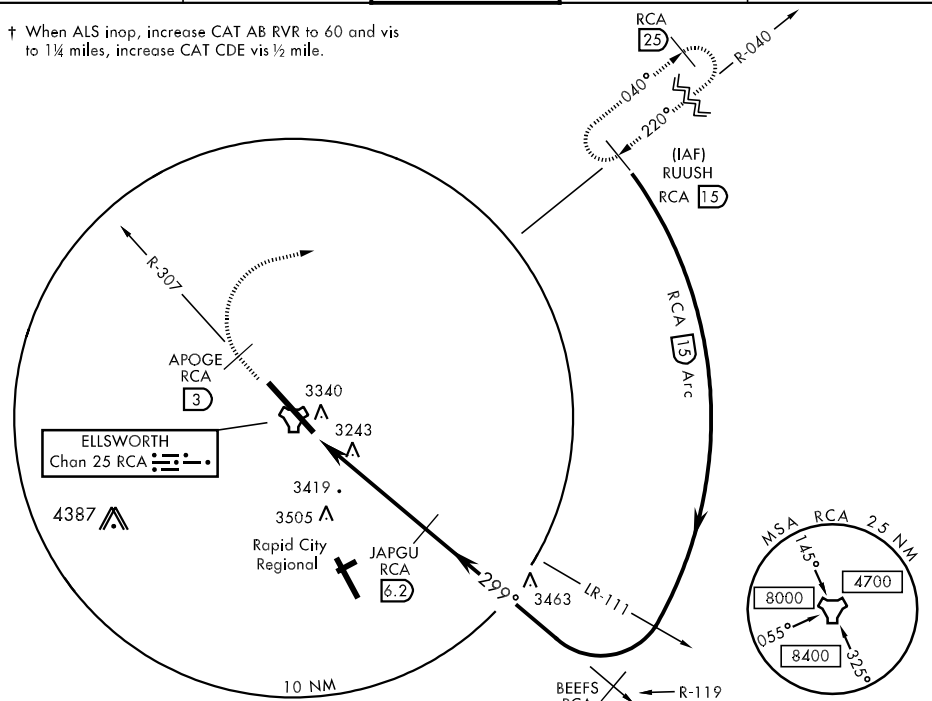 † When ALS inop, increase CAT AB RVR to 60 and vis
to 1¼ miles, increase CAT CDE vis ½ mile.
RCA
25
R-040
040°
220°
(IAF)
RUUSH
RCA 15
R-307
RCA 15 Arc
APOGE
RCA
3
3340
3243
ELLSWORTH
Chan 25 RCA
3419
4387
3505
Rapid City
Regional
JAPGU
RCA
6.2
299°
3463
LR-111
MSA RCA 25 NM
145°
4700
8000
055°
8400
325°
10 NM
BEEFS
R-119
RCA